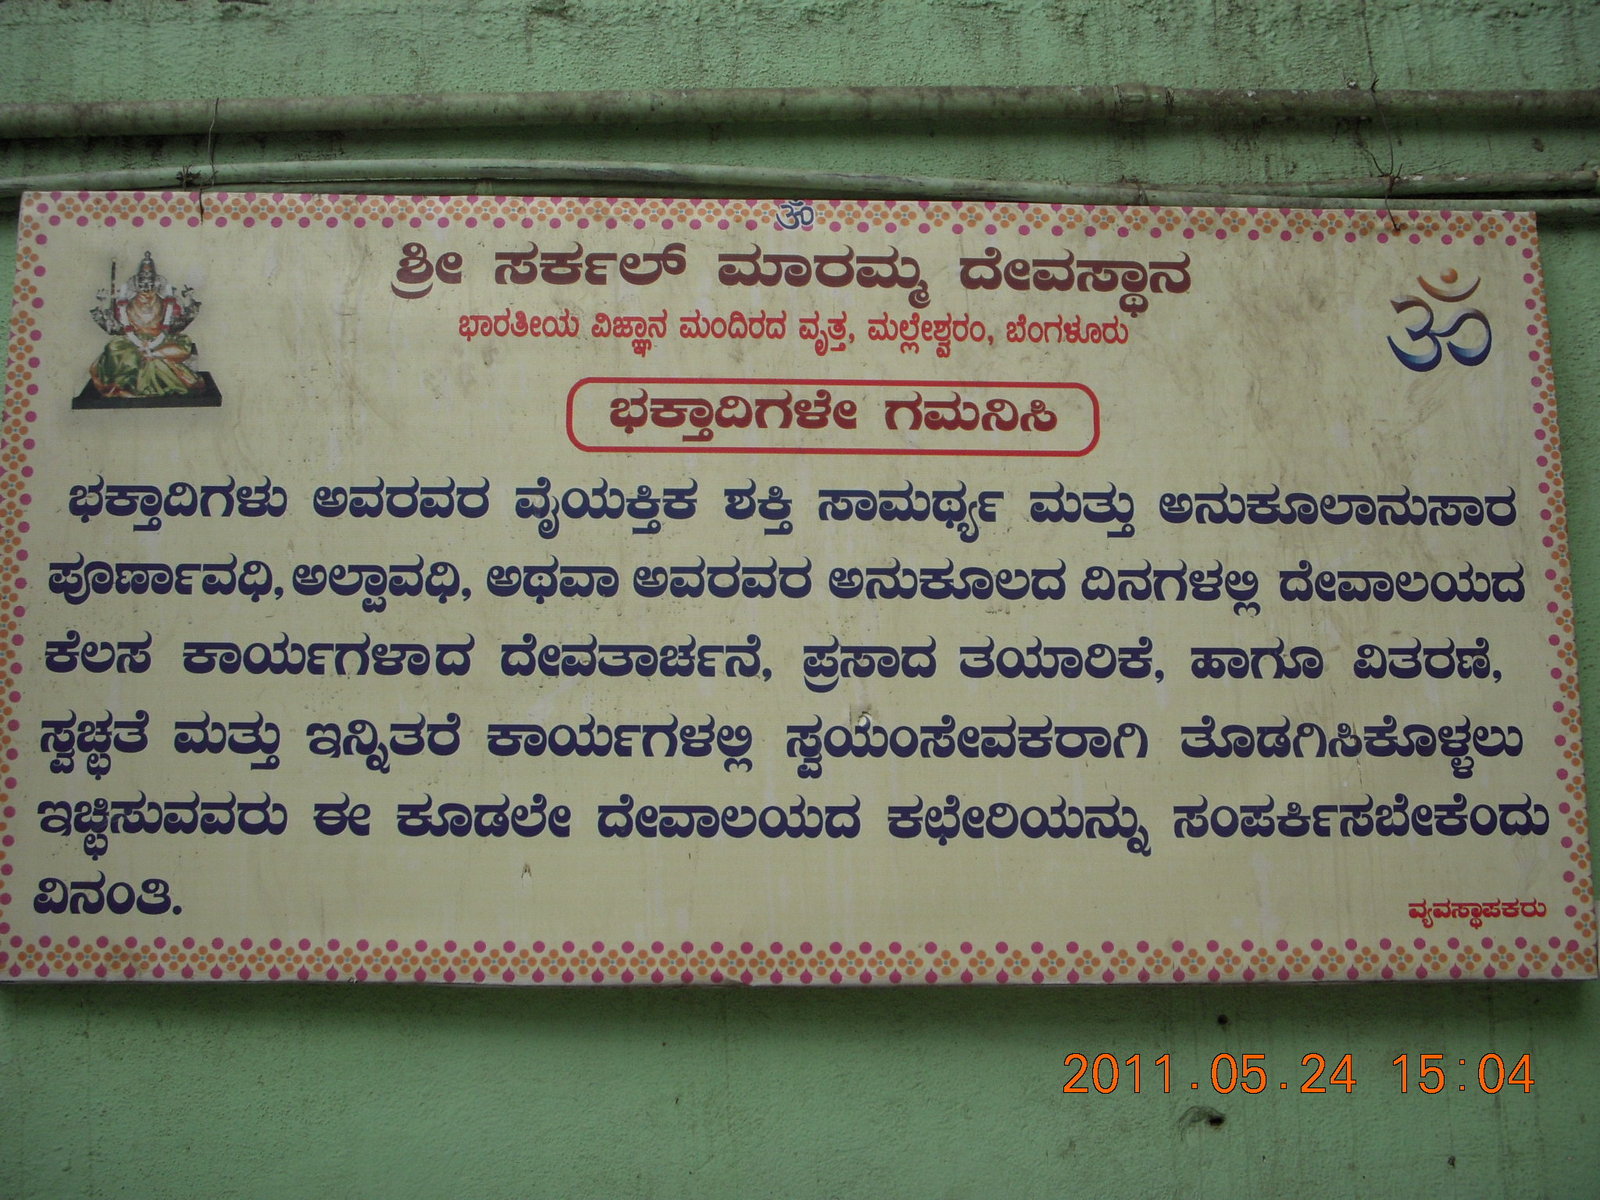 ॐ
ಶ್ರೀ ಸರ್ಕಲ್ ಮಾರಮ್ಮ ದೇವಸ್ಥಾನ
ಭಾರತೀಯ ವಿಜ್ಞಾನ ಮಂದಿರದ ವೃತ್ತ, ಮಲ್ಲೇಶ್ವರಂ, ಬೆಂಗಳೂರು
ॐ
ಭಕ್ತಾದಿಗಳೇ ಗಮನಿಸಿ
ಭಕ್ತಾದಿಗಳು ಅವರವರ ವೈಯಕ್ತಿಕ ಶಕ್ತಿ ಸಾಮರ್ಥ್ಯ ಮತ್ತು ಅನುಕೂಲಾನುಸಾರ
ಪೂರ್ಣಾವಧಿ, ಅಲ್ಪಾವಧಿ, ಅಥವಾ ಅವರವರ ಅನುಕೂಲದ ದಿನಗಳಲ್ಲಿ ದೇವಾಲಯದ
ಕೆಲಸ ಕಾರ್ಯಗಳಾದ ದೇವತಾರ್ಚನೆ, ಪ್ರಸಾದ ತಯಾರಿಕೆ, ಹಾಗೂ ವಿತರಣೆ,
ಸ್ವಚ್ಛತೆ ಮತ್ತು ಇನ್ನಿತರೆ ಕಾರ್ಯಗಳಲ್ಲಿ ಸ್ವಯಂಸೇವಕರಾಗಿ ತೊಡಗಿಸಿಕೊಳ್ಳಲು
ಇಚ್ಛಿಸುವವರು ಈ ಕೂಡಲೇ ದೇವಾಲಯದ ಕಛೇರಿಯನ್ನು ಸಂಪರ್ಕಿಸಬೇಕೆಂದು
ವಿನಂತಿ.
ವ್ಯವಸ್ಥಾಪಕರು
2011.05.24 15:04